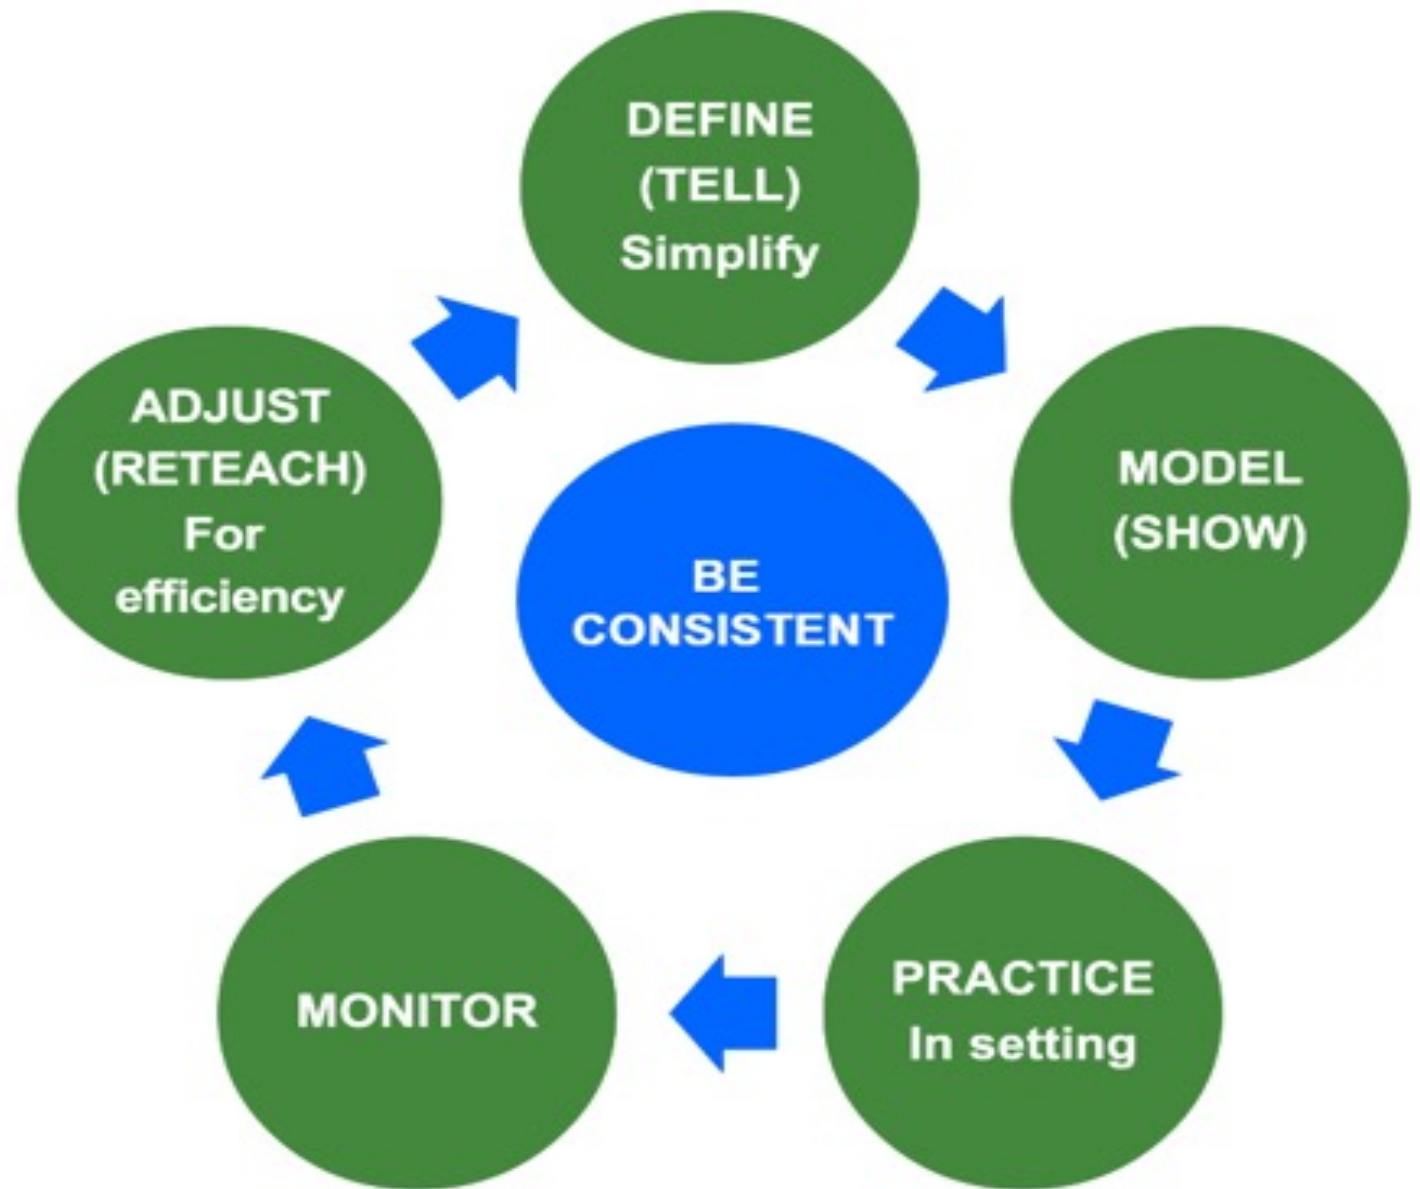 DEFINE
(TELL)
Simplify
MODEL
(SHOW)
PRACTICE
In setting
MONITOR
ADJUST
(RETEACH)
For
efficiency
BE
CONSISTENT